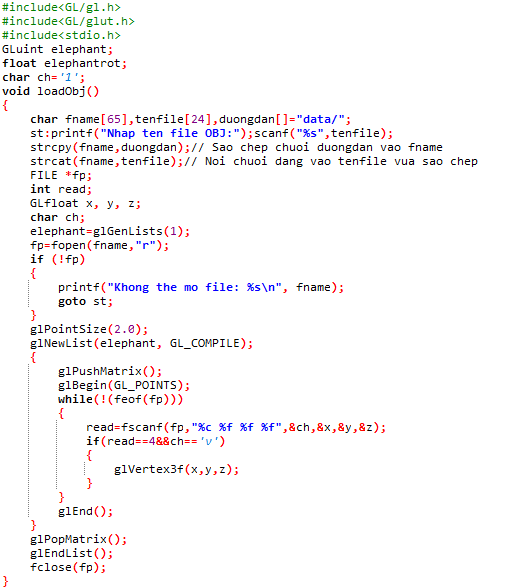 #include<GL/gl.h>
#include<GL/glut.h>
#include<stdio.h>
GLuint elephant;
float elephantrot;
char ch='1';
void loadObj()
{
    char fname[65],tenfile[24],duongdan[]="data/";
    st:printf("Nhap ten file OBJ:");scanf("%s",tenfile);
    strcpy(fname,duongdan);// Sao chep chuoi duongdan vao fname
    strcat(fname,tenfile);// Noi chuoi dang vao tenfile vua sao chep
    FILE *fp;
    int read;
    GLfloat x, y, z;
    char ch;
    elephant=glGenLists(1);
    fp=fopen(fname,"r");
    if (!fp)
    {
        printf("Khong the mo file: %s\n", fname);
        goto st;
    }
    glPointSize(2.0);
    glNewList(elephant, GL_COMPILE);
    {
        glPushMatrix();
        glBegin(GL_POINTS);
        while(!(feof(fp)))
        {
            read=fscanf(fp,"%c %f %f %f",&ch,&x,&y,&z);
            if(read==4&&ch=='v')
            {
                glVertex3f(x,y,z);
            }
        }
        glEnd();
    }
    glPopMatrix();
    glEndList();
    fclose(fp);
}